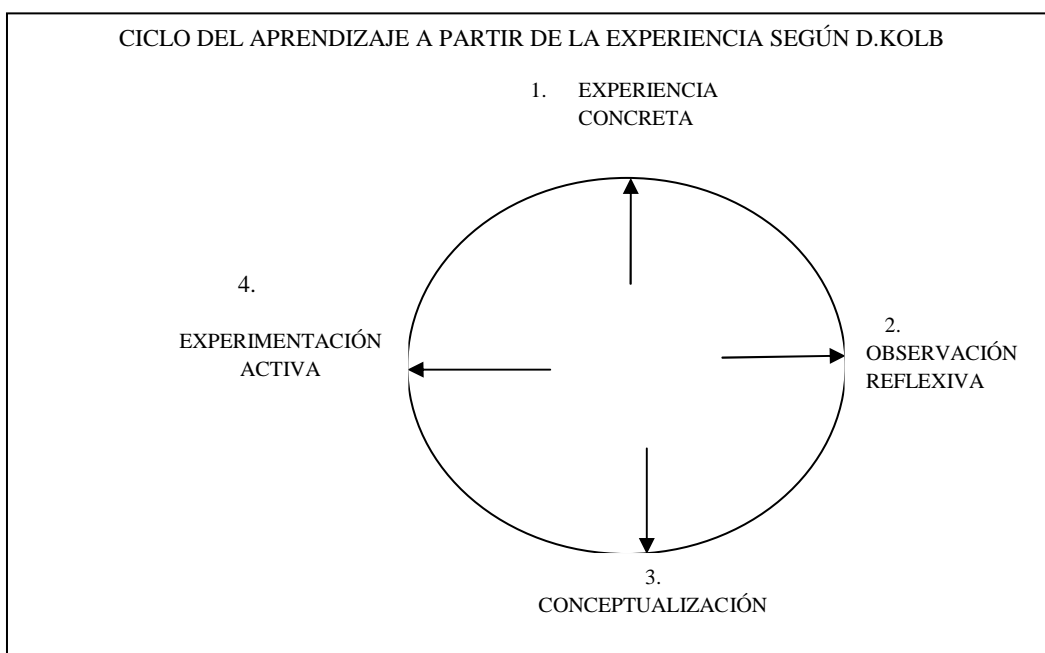 CICLO DEL APRENDIZAJE A PARTIR DE LA EXPERIENCIA SEGÚN D.KOLB
1. EXPERIENCIA
CONCRETA
4.
EXPERIMENTACIÓN
ACTIVA
2.
OBSERVACIÓN
REFLEXIVA
3.
CONCEPTUALIZACIÓN